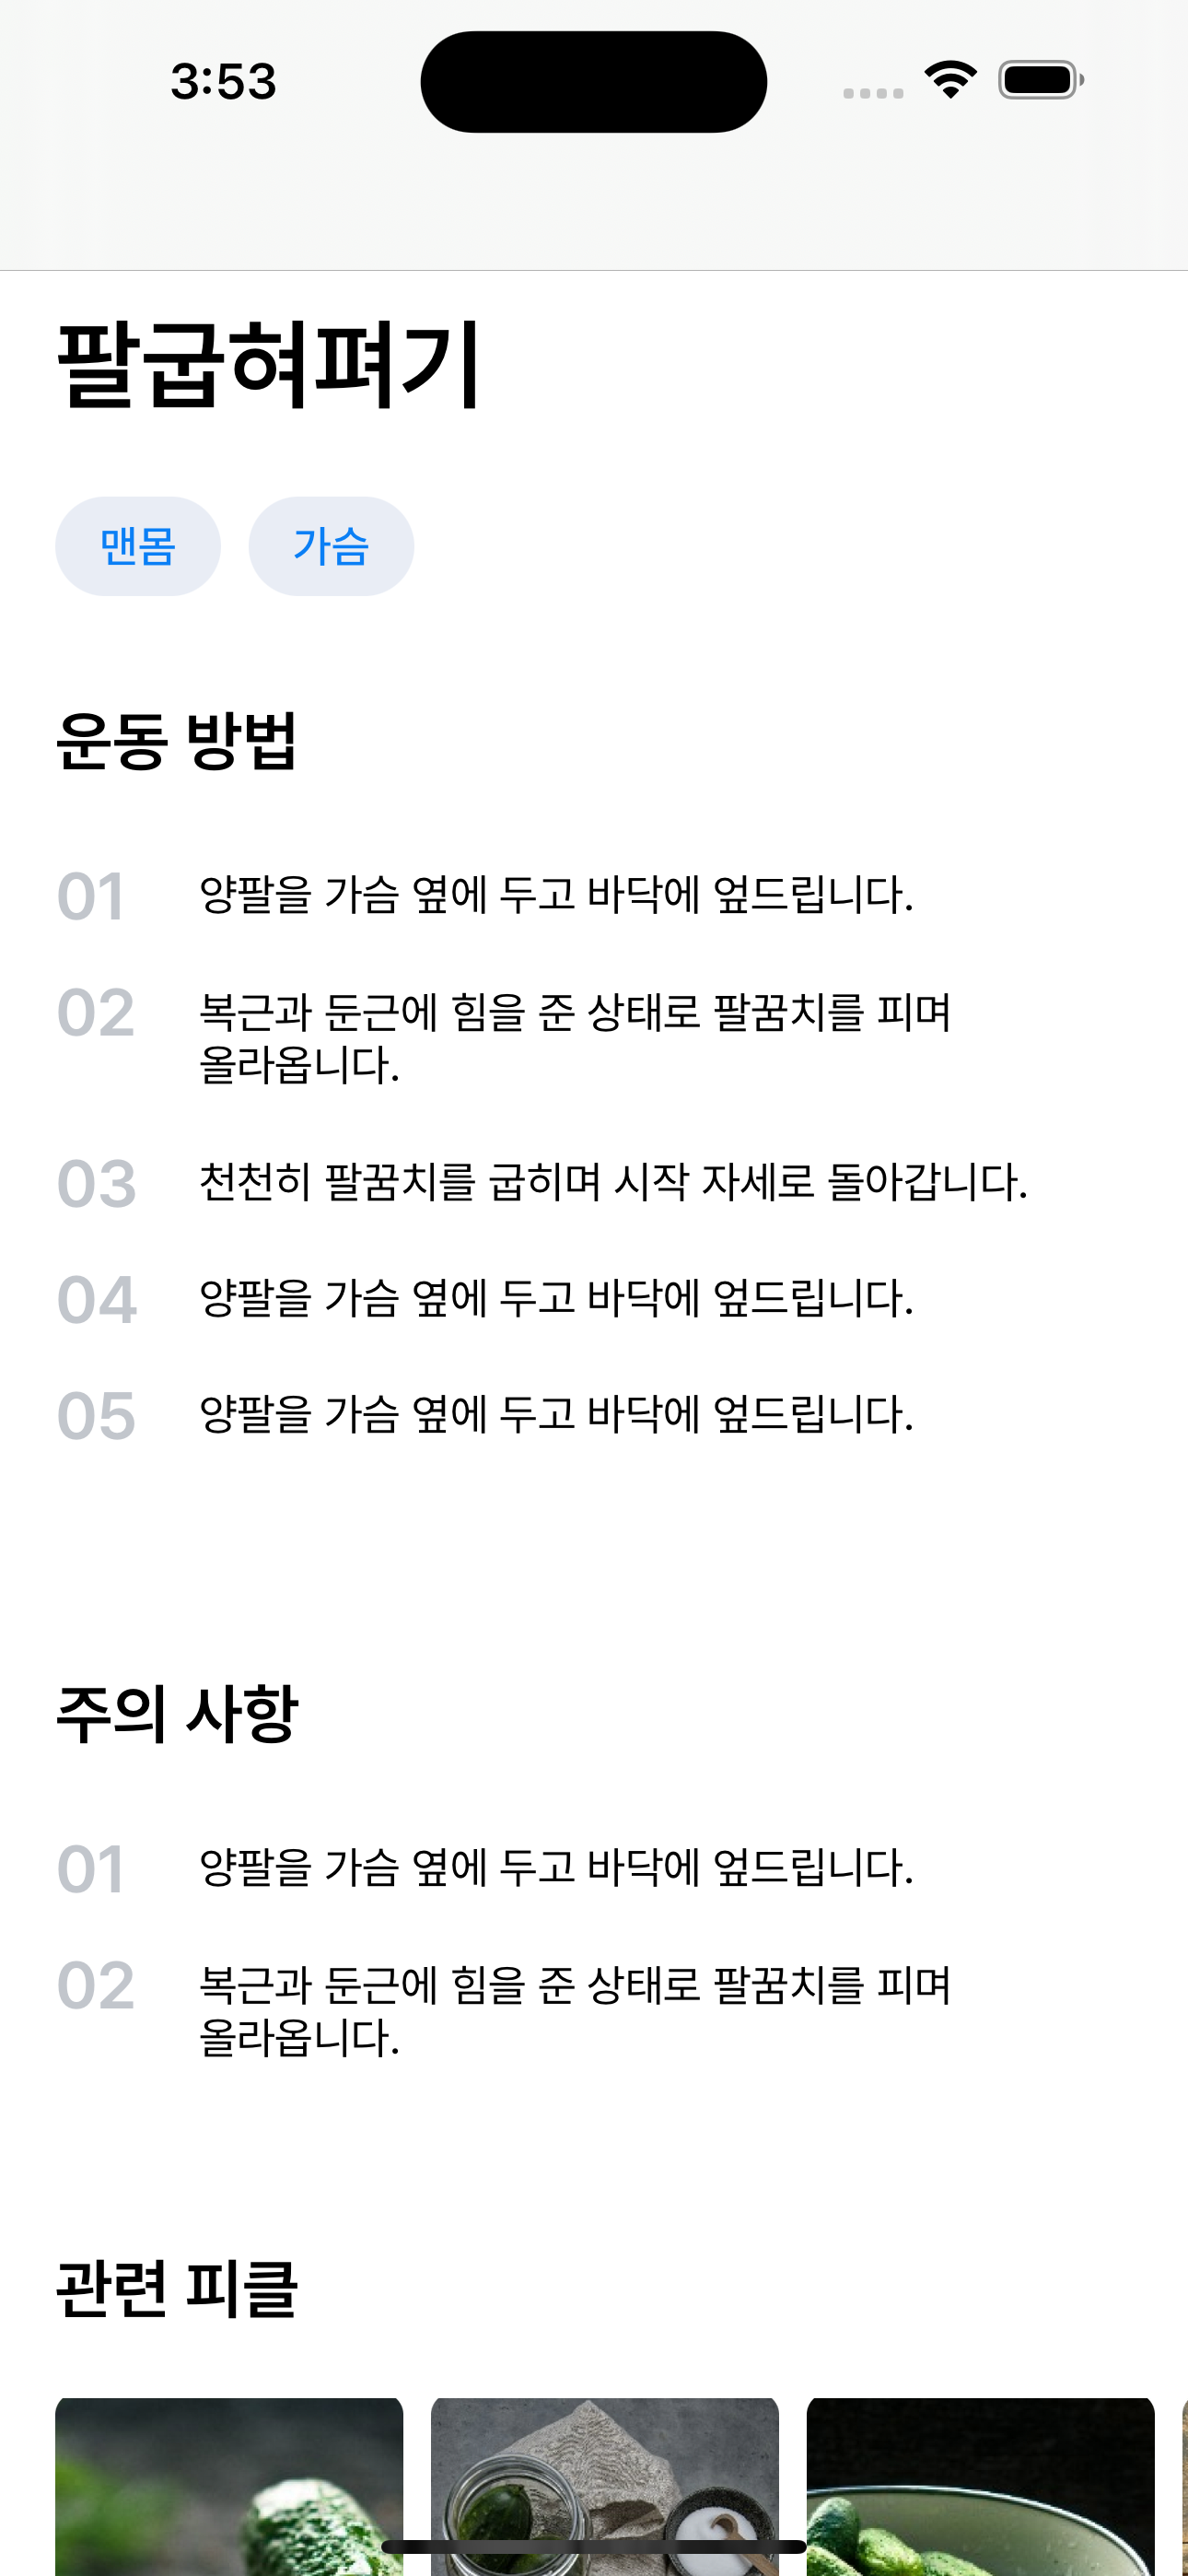 3:53
팔굽혀펴기
맨몸 가슴
운동 방법
01 양팔을 가슴 옆에 두고 바닥에 엎드립니다.
02 복근과 둔근에 힘을 준 상태로 팔꿈치를 피며
올라옵니다.
03 천천히 팔꿈치를 굽히며 시작 자세로 돌아갑니다.
04 양팔을 가슴 옆에 두고 바닥에 엎드립니다.
05 양팔을 가슴 옆에 두고 바닥에 엎드립니다.
주의 사항
01 양팔을 가슴 옆에 두고 바닥에 엎드립니다.
02 복근과 둔근에 힘을 준 상태로 팔꿈치를 피며
올라옵니다.
관련 피클